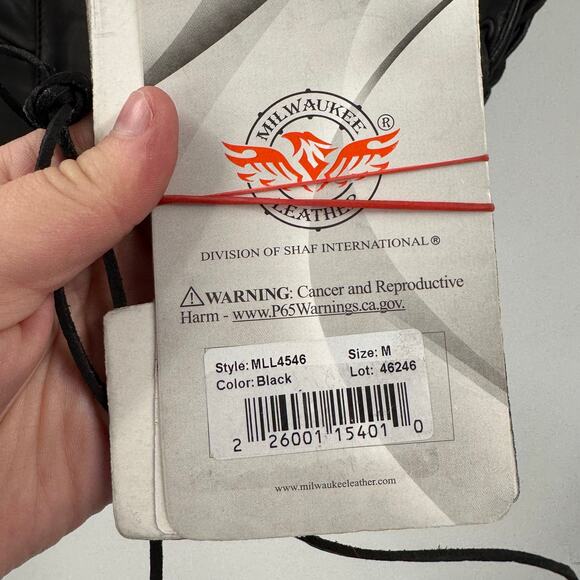 MILWAUKEE
®
LEATHER
DIVISION OF SHAF INTERNATIONAL®
WARNING: Cancer and Reproductive
Harm - www.P65Warnings.ca.gov.
Style: MLL4546 Size: M
Color: Black Lot: 46246
2 26001 15401 0
www.milwaukeeleather.com